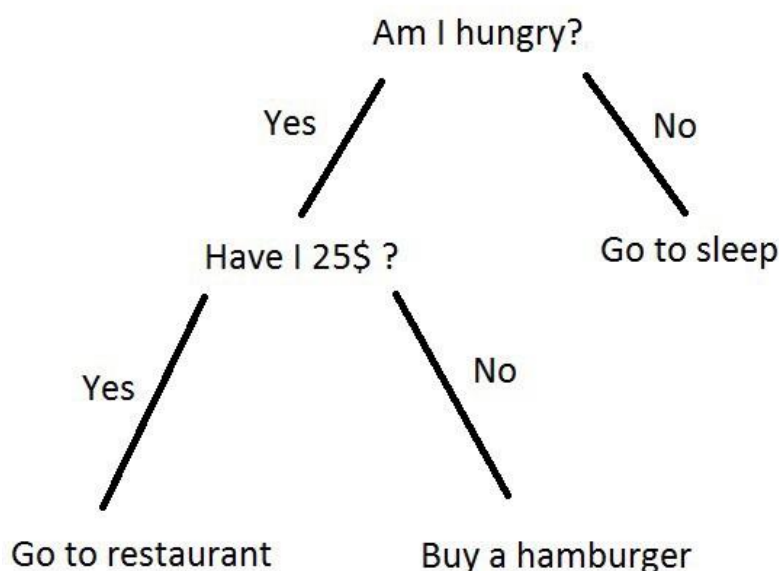 Am I hungry?
Yes
No
Have I 25$ ?
Go to sleep
Yes
No
Go to restaurant
Buy a hamburger